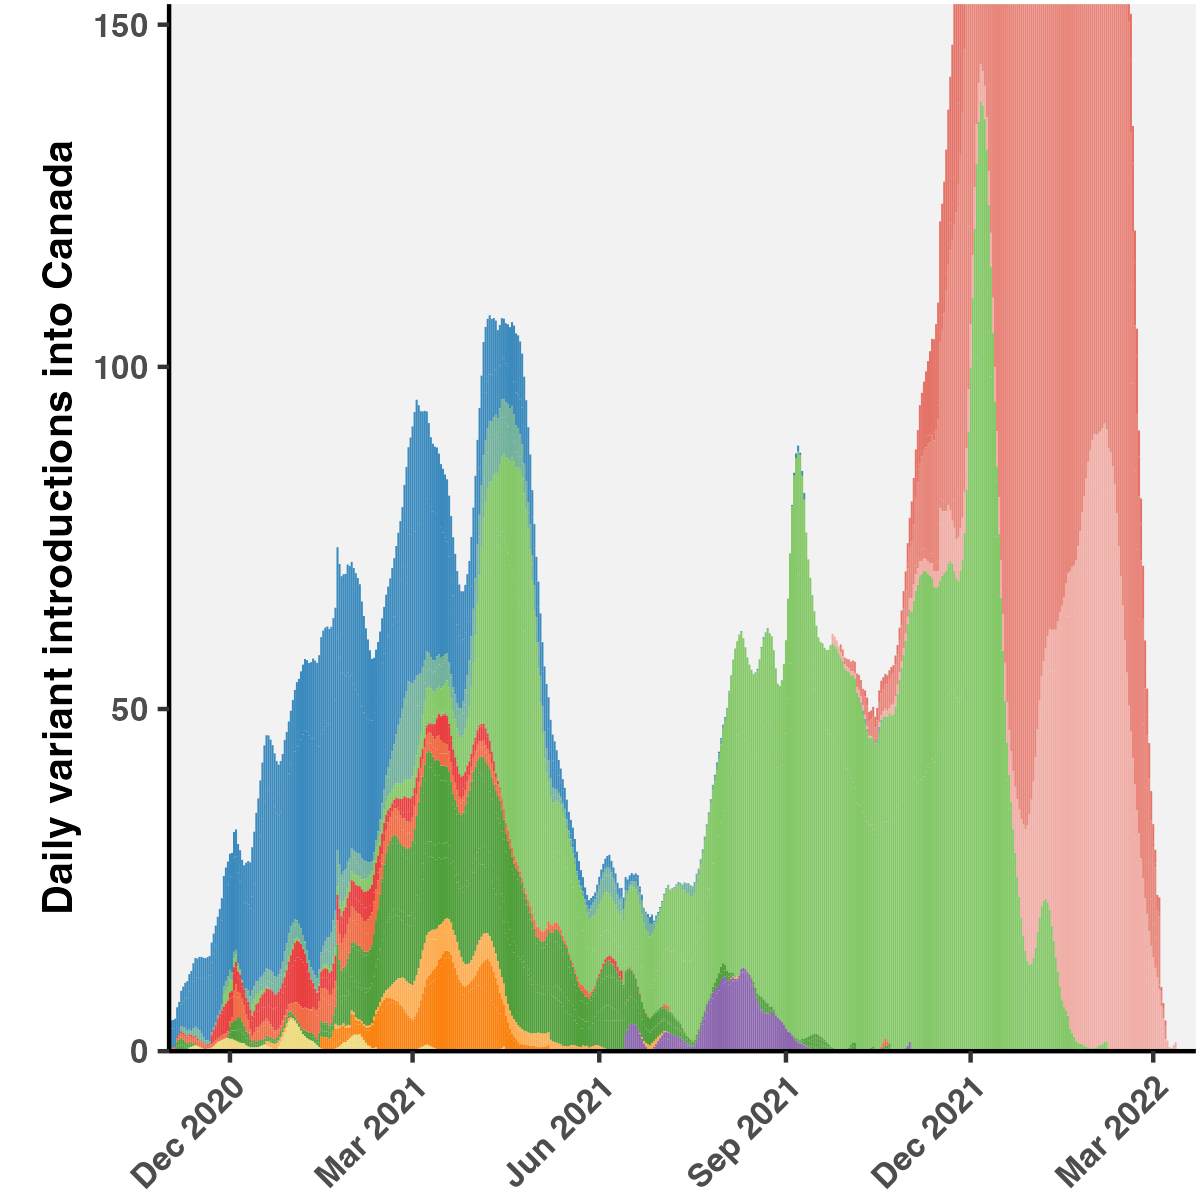 Daily variant introductions into Canada
150
100
50
0
Dec 2020
Mar 2021
Jun 2021
Sep 2021
Dec 2021
Mar 2022